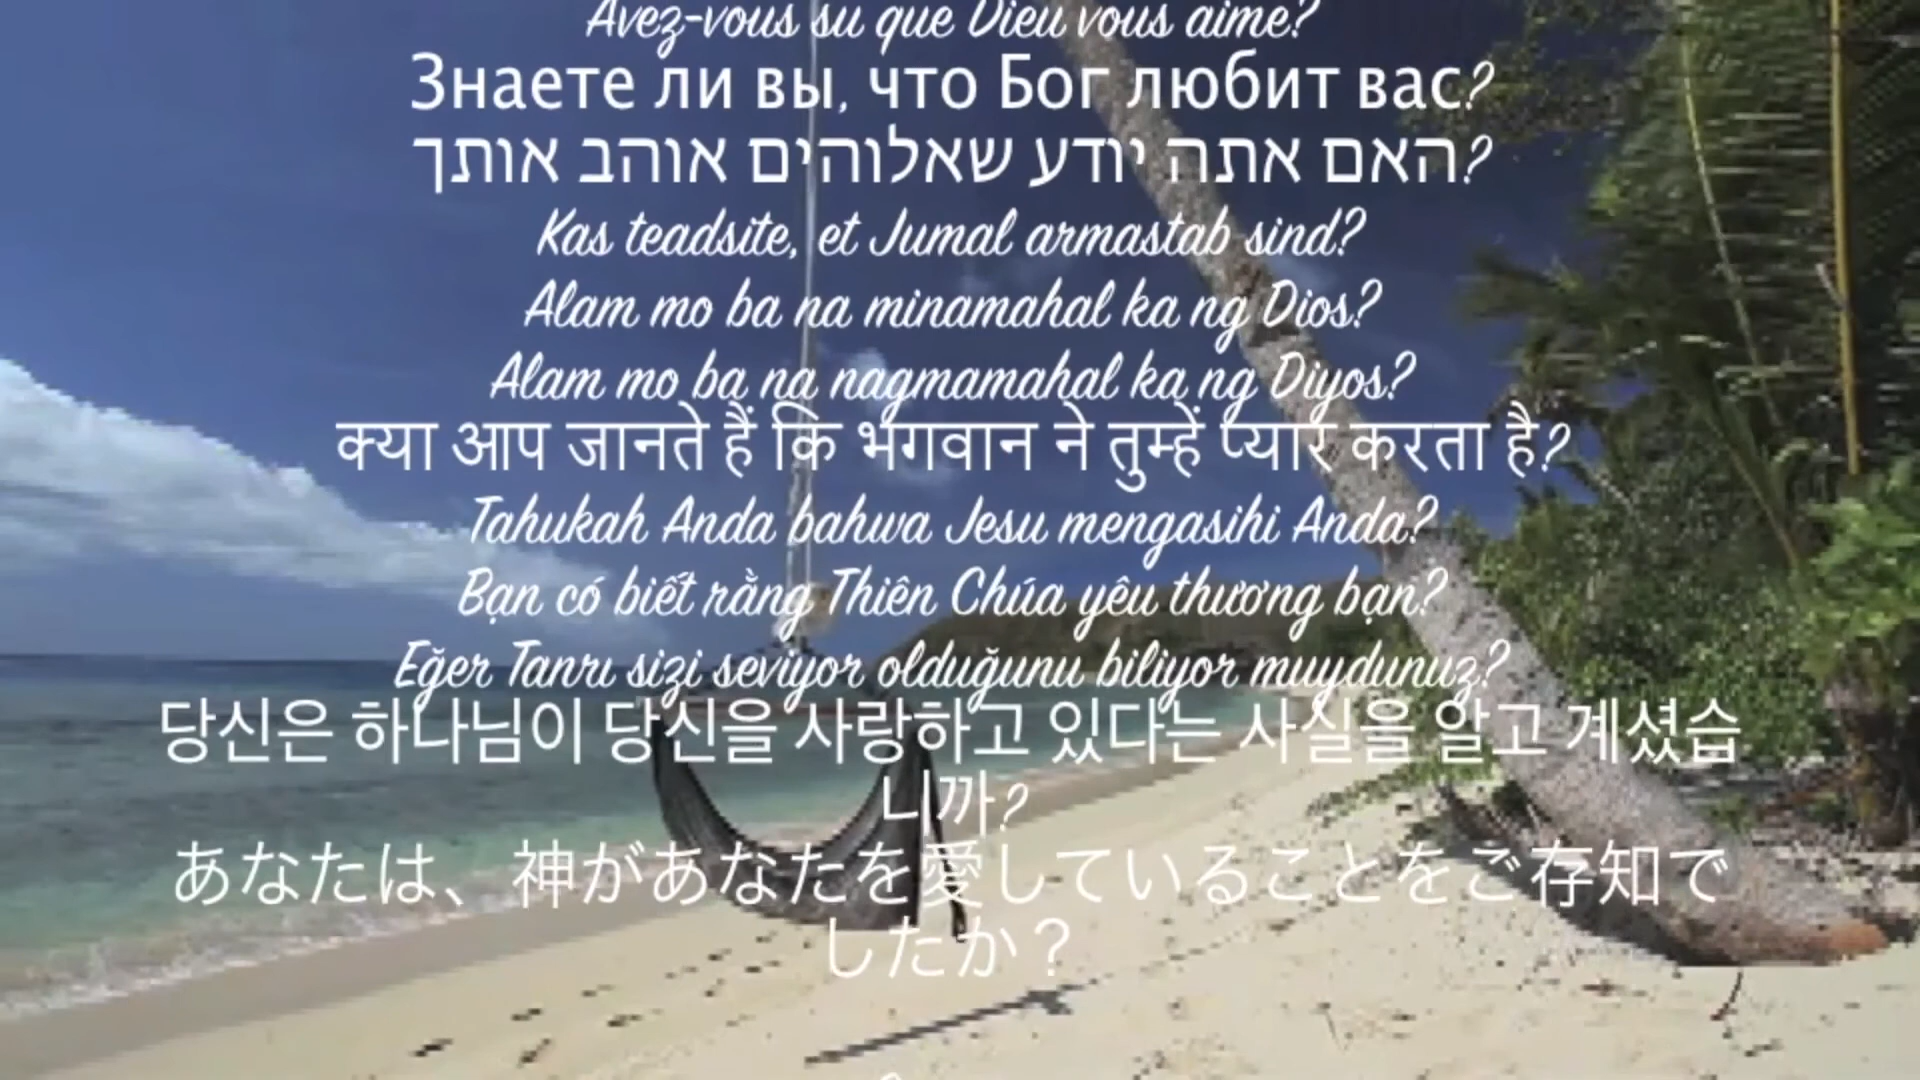 Avez-vous su que Dieu vous aime?
Знаете ли вы, что Бог любит вас?
האם אתה יודע שאלוהים אוהב אותך?
Kas teadsite, et Jumal armastab sind?
Alam mo ba na minamahal ka ng Dios?
Alam mo ba na nagmamahal ka ng Diyos?
क्या आप जानते हैं कि भगवान ने तुम्हें प्यार करता है?
Tahukah Anda bahwa Jesu mengasihi Anda?
Bạn có biết rằng Thiên Chúa yêu thương bạn?
Eğer Tanrı sizi seviyor olduğunu biliyor muydunuz?
당신은 하나님이 당신을 사랑하고 있다는 사실을 알고 계셨습
니까?
あなたは、神があなたを愛していることをご存知で
したか？